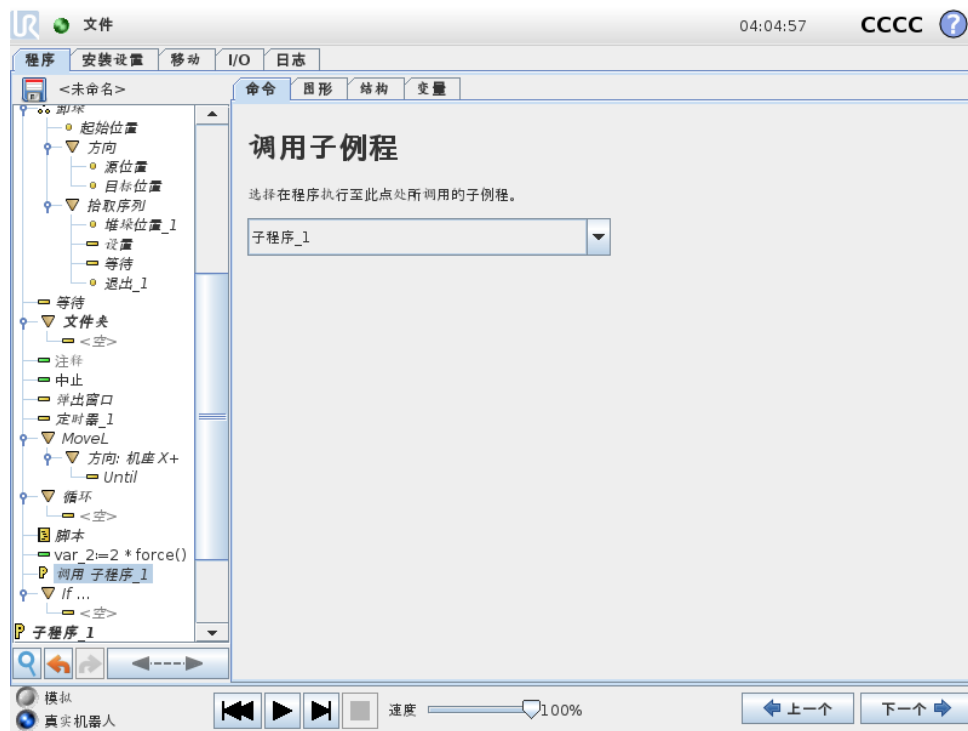 UR 文件 04:04:57 CCCC ?
程序 安装设置 移动 I/O 日志
<未命名> 命令 图形 结构 变量
卸垛
起始位置
方向
源位置
目标位置
拾取序列
堆垛位置_1
设置
等待
退出_1
等待
文件夹
<空>
注释
中止
弹出窗口
定时器_1
MoveL
方向: 机座 X+
Until
循环
<空>
脚本
var_2:=2 * force()
P 调用 子程序_1
If ...
<空>
P 子程序_1
调用子例程
选择在程序执行至此点处所调用的子例程。
子程序_1
模拟
真实机器人
速度 100%
上一个 下一个